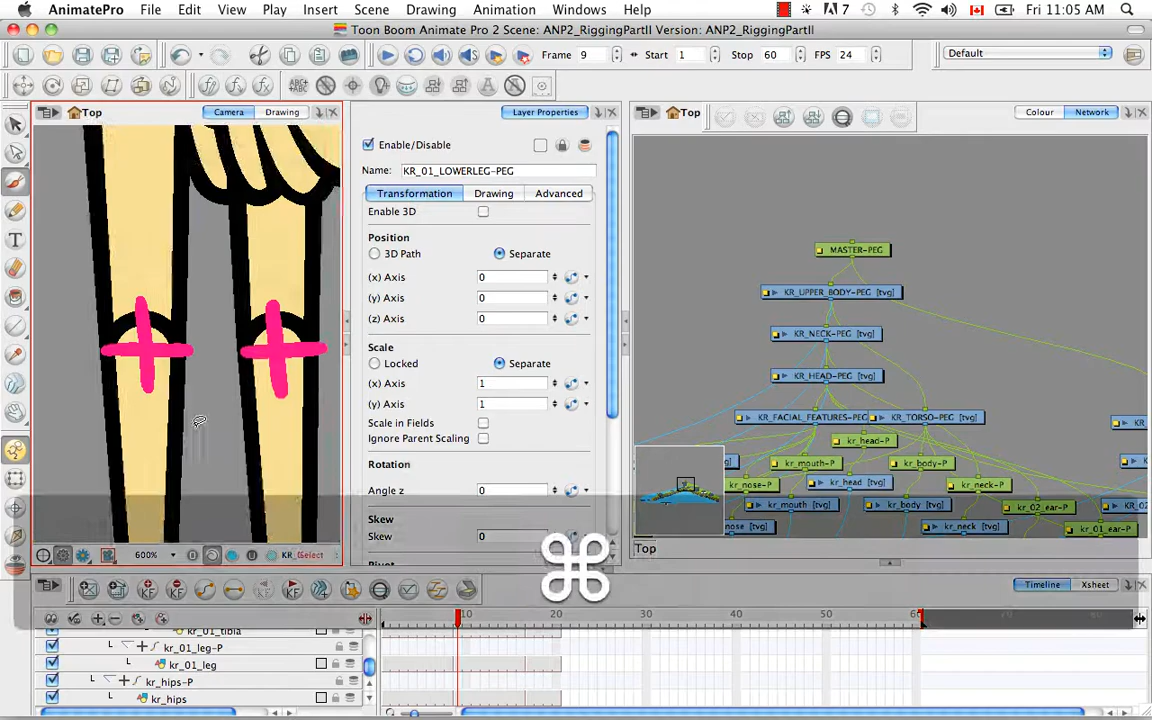 AnimatePro File Edit View Play Insert Scene Drawing Animation Windows Help 7 Fri 11:05 AM
Toon Boom Animate Pro 2 Scene: ANP2_RiggingPartII Version: ANP2_RiggingPartII
Frame 9 Start 1 Stop 60 FPS 24 Default
Top Camera Drawing Layer Properties Top Colour Network
Enable/Disable
Name: KR_01_LOWERLEG-PEG
Transformation Drawing Advanced
Enable 3D
Position
3D Path Separate
(x) Axis 0
(y) Axis 0
(z) Axis 0
Scale
Locked Separate
(x) Axis 1
(y) Axis 1
Scale in Fields
Ignore Parent Scaling
Rotation
Angle z 0
Skew
Skew 0
MASTER-PEG
KR_UPPER_BODY-PEG [tvg]
KR_NECK-PEG [tvg]
KR_HEAD-PEG [tvg]
KR_FACIAL_FEATURES-PEG KR_TORSO-PEG [tvg] KR
kr_head-P
kr_mouth-P kr_body-P
kr_nose-P kr_head [tvg] kr_neck-P
kr_mouth [tvg] kr_body [tvg] kr_02_ear-P KR_02
nose [tvg] kr_neck [tvg] kr_01_ear-P
Top
600% KR_ (Select
Timeline Xsheet
10 20 30 40 50
kr_01_tibia
kr_01_leg-P
kr_01_leg
kr_hips-P
kr_hips